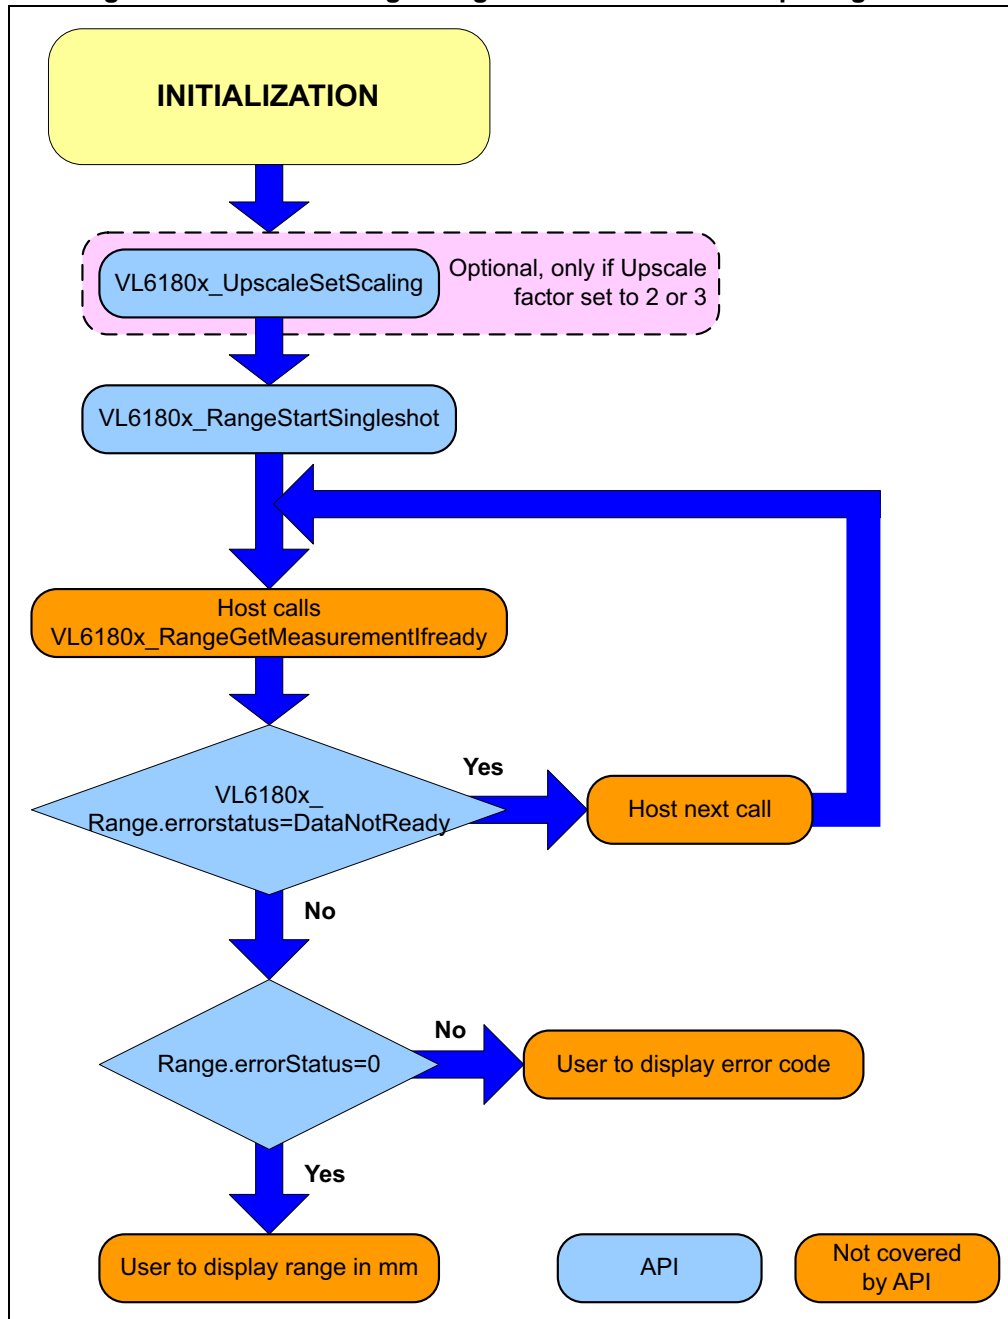 INITIALIZATION
VL6180x_UpscaleSetScaling
Optional, only if Upscale
factor set to 2 or 3
VL6180x_RangeStartSingleshot
Host calls
VL6180x_RangeGetMeasurementIfready
VL6180x_
Range.errorstatus=DataNotReady
Yes
Host next call
No
Range.errorStatus=0
No
User to display error code
Yes
User to display range in mm
API
Not covered
by API